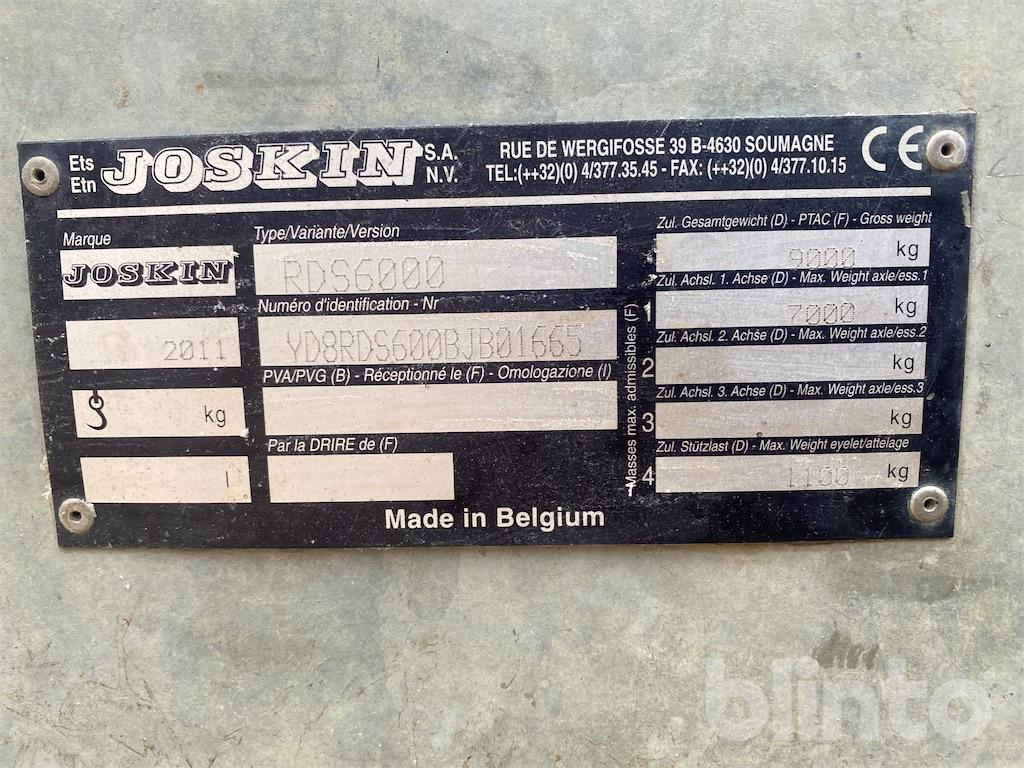 Ets
Etn
JOSKIN
S.A.
N.V.
RUE DE WERGIFOSSE 39 B-4630 SOUMAGNE
TEL:(++32)(0) 4/377.35.45 - FAX: (++32)(0) 4/377.10.15
CE
Marque
JOSKIN
2011
kg
l
Type/Variante/Version
RDS6000
Numéro d'identification - Nr
YD8RDS600BJB01665
PVA/PVG (B) - Réceptionné le (F) - Omologazione (I)
Par la DRIRE de (F)
Masses max. admissibles (F)
Zul. Gesamtgewicht (D) - PTAC (F) - Gross weight
9000 kg
Zul. Achsl. 1. Achse (D) - Max. Weight axle/ess.1
1 7000 kg
Zul. Achsl. 2. Achse (D) - Max. Weight axle/ess.2
2 kg
Zul. Achsl. 3. Achse (D) - Max. Weight axle/ess.3
3 kg
Zul. Stützlast (D) - Max. Weight eyelet/attelage
4 1100 kg
Made in Belgium
blinto